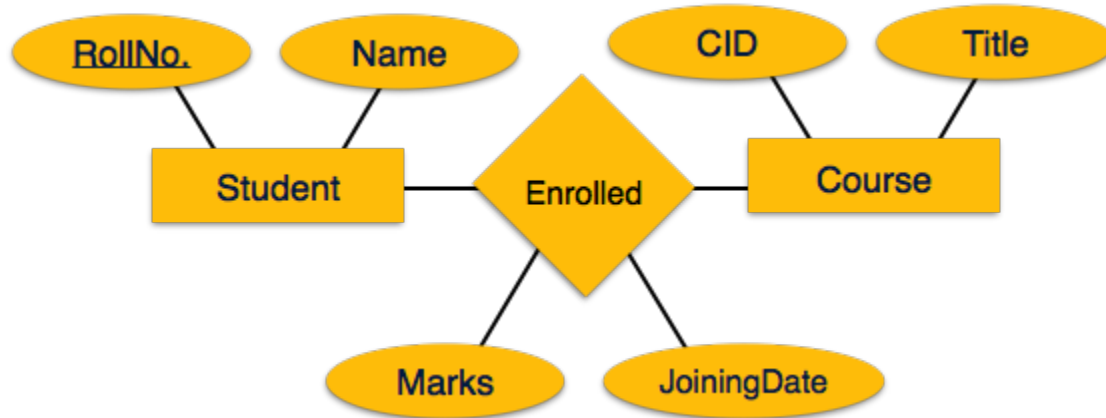 RollNo.
Name
CID
Title
Student
Enrolled
Course
Marks
JoiningDate